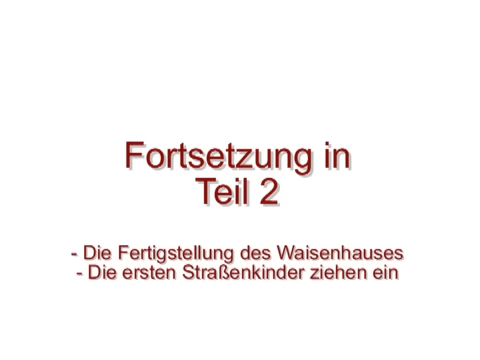 Fortsetzung in
Teil 2
- Die Fertigstellung des Waisenhauses
- Die ersten Straßenkinder ziehen ein